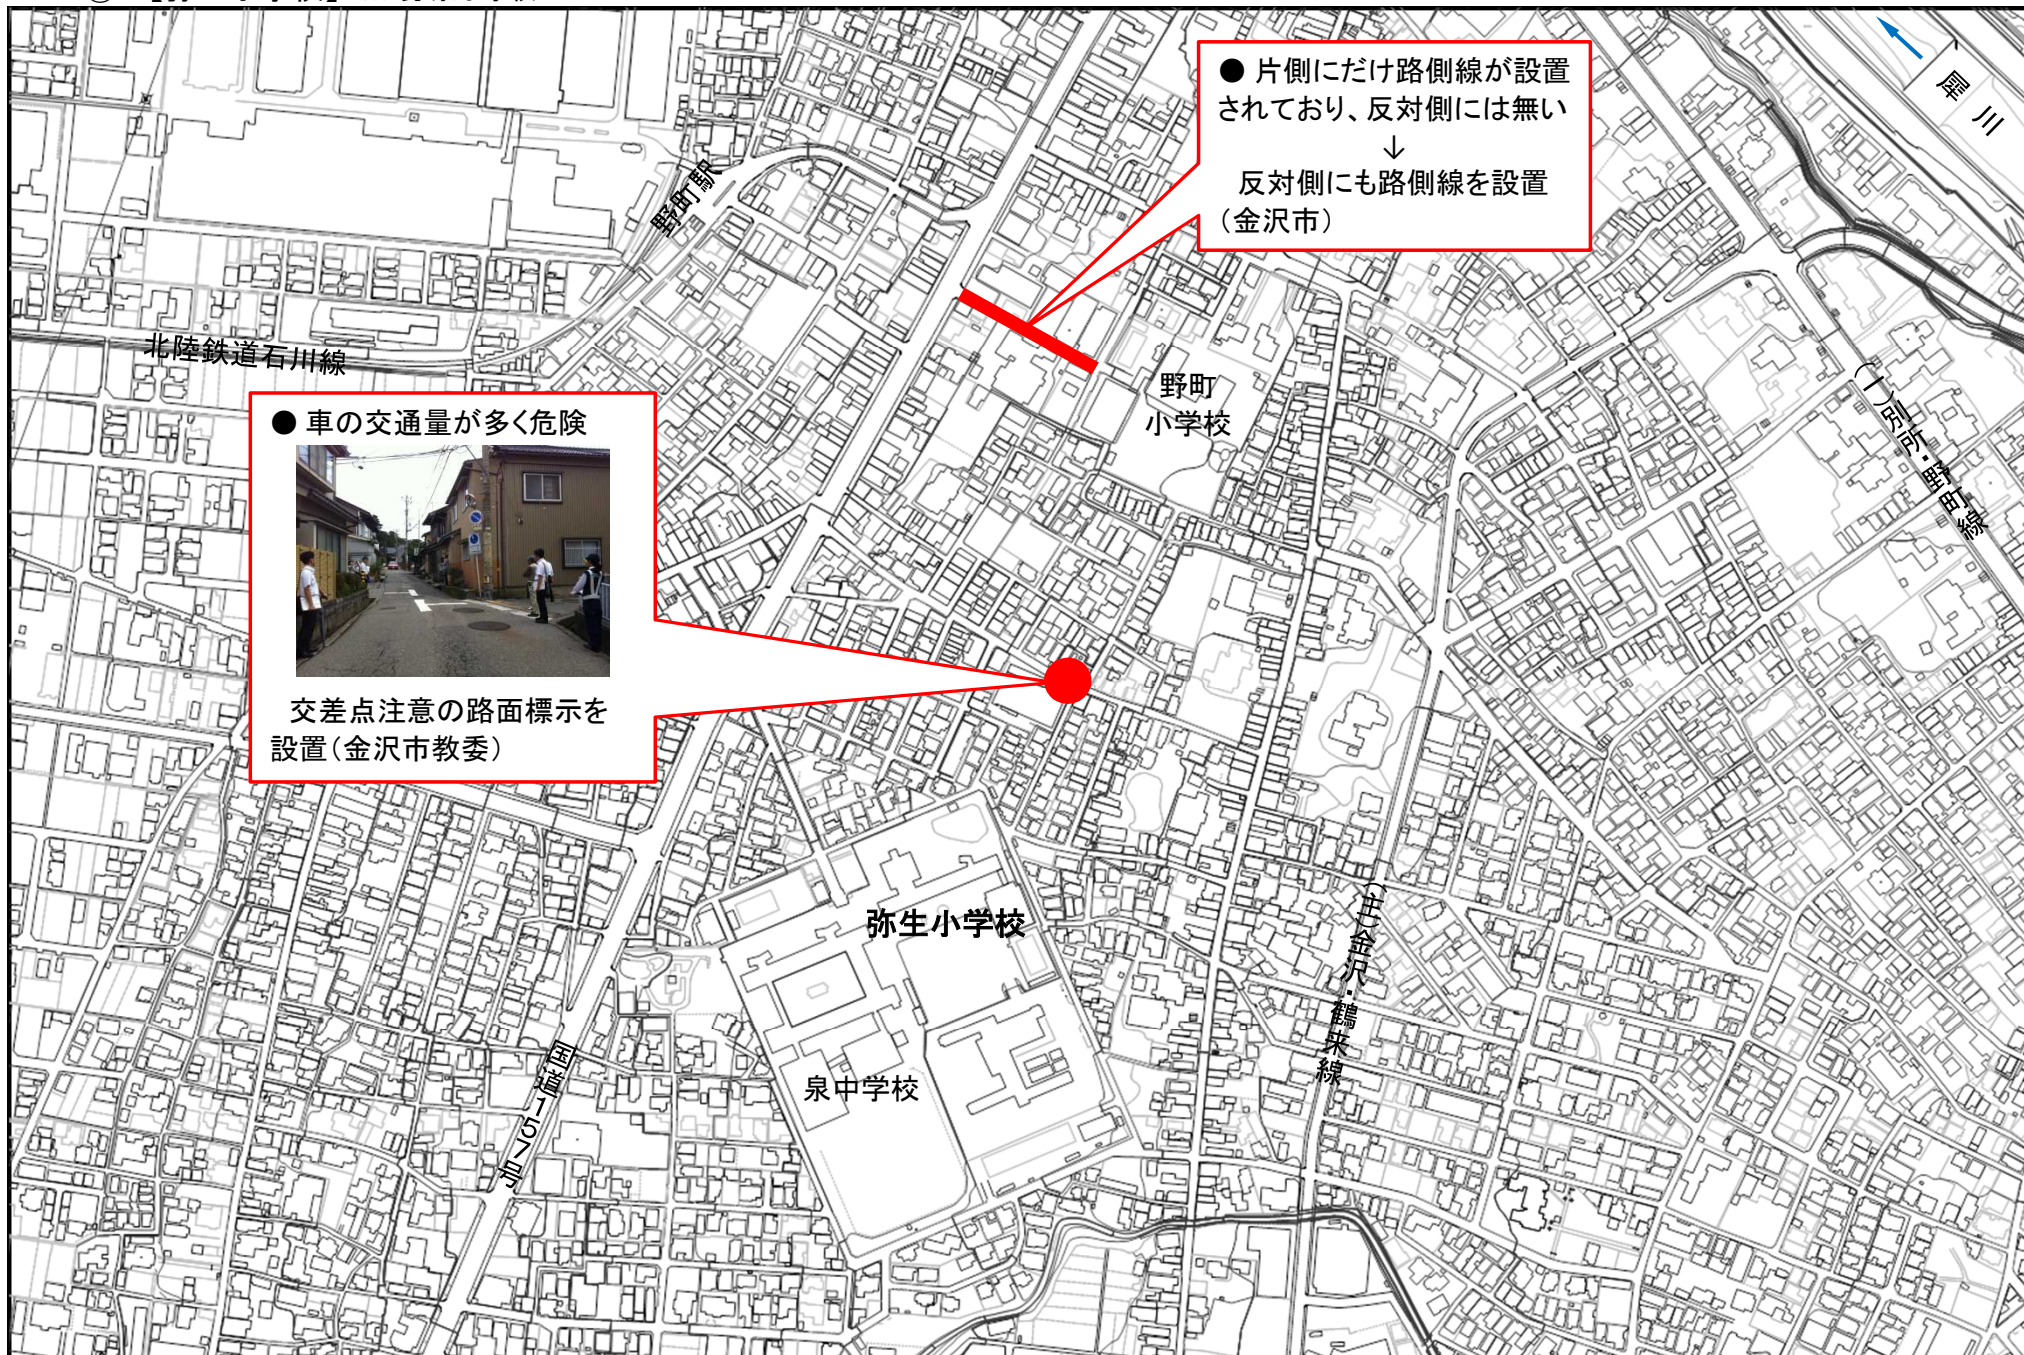 ● 片側にだけ路側線が設置
されており、反対側には無い
↓
反対側にも路側線を設置
(金沢市)
犀川
野町駅
北陸鉄道石川線
野町
小学校
(一)別所・野町線
● 車の交通量が多く危険
交差点注意の路面標示を
設置(金沢市教委)
弥生小学校
(主)金沢・鶴来線
泉中学校
国道157号